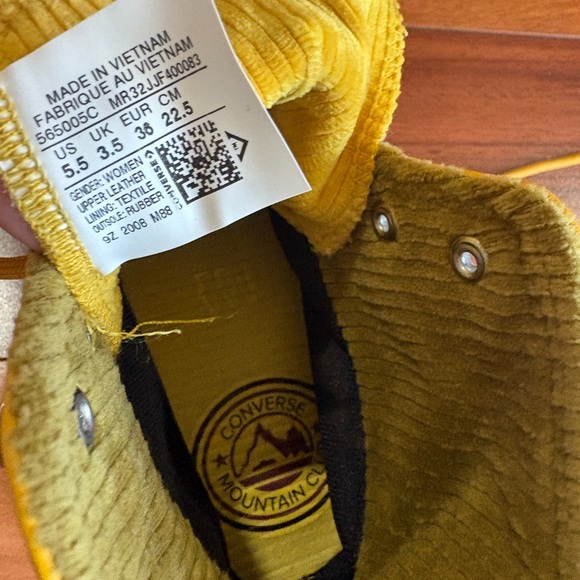 MADE IN VIETNAM
FABRIQUE AU VIETNAM
565005C MR32JJF400083
US UK EUR CM
5.5 3.5 36 22.5
GENDER: WOMEN
UPPER: LEATHER
LINING: TEXTILE
OUTSOLE: RUBBER
9Z 2008 M88
CONVERSE
CONVERSE
MOUNTAIN CL